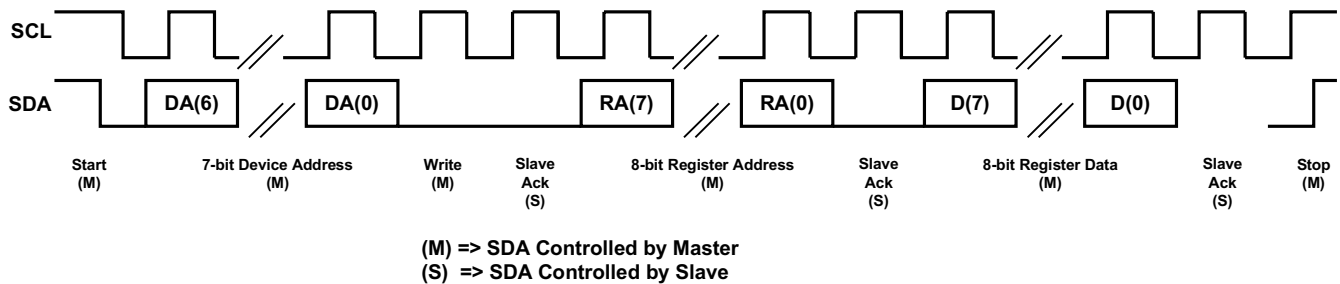 SCL
SDA
DA(6)
DA(0)
RA(7)
RA(0)
D(7)
D(0)
Start
(M)
7-bit Device Address
(M)
Write
(M)
Slave
Ack
(S)
8-bit Register Address
(M)
Slave
Ack
(S)
8-bit Register Data
(M)
Slave
Ack
(S)
Stop
(M)
(M) => SDA Controlled by Master
(S) => SDA Controlled by Slave